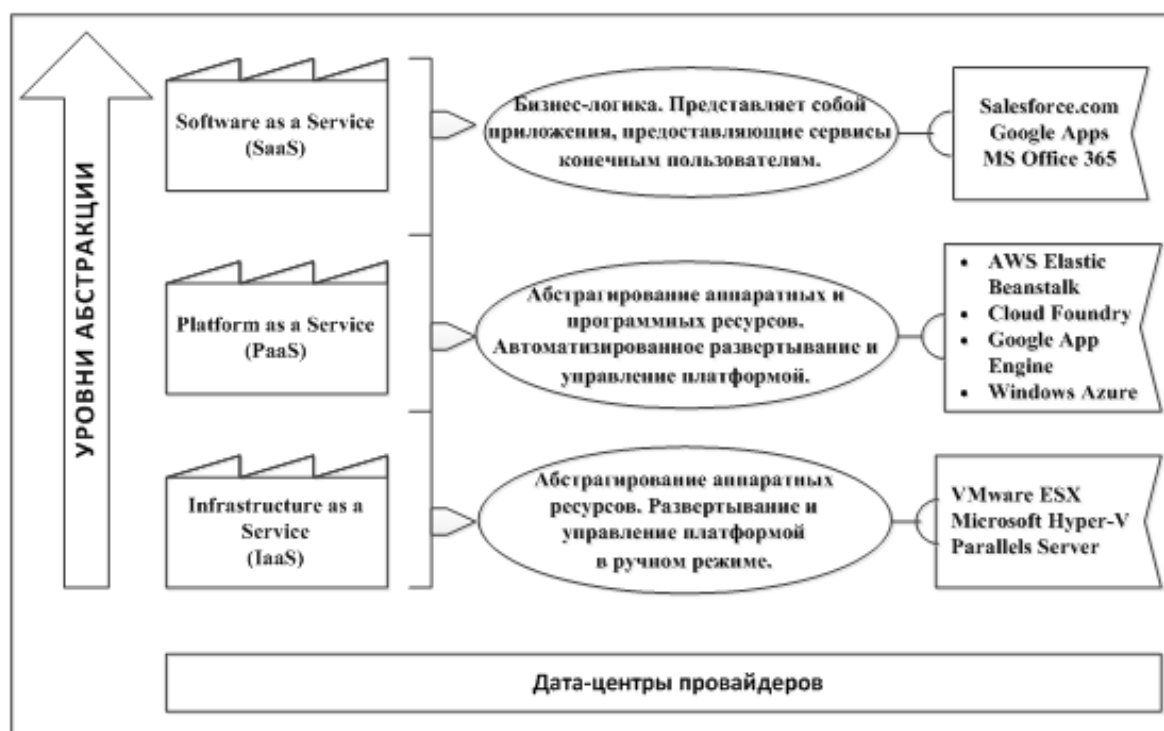 УРОВНИ АБСТРАКЦИИ
Software as a Service
(SaaS)
Бизнес-логика. Представляет собой
приложения, предоставляющие сервисы
конечным пользователям.
Salesforce.com
Google Apps
MS Office 365
Platform as a Service
(PaaS)
Абстрагирование аппаратных и
программных ресурсов.
Автоматизированное развертывание и
управление платформой.
• AWS Elastic
Beanstalk
• Cloud Foundry
• Google App
Engine
• Windows Azure
Infrastructure as a
Service
(IaaS)
Абстрагирование аппаратных
ресурсов. Развертывание и
управление платформой
в ручном режиме.
VMware ESX
Microsoft Hyper-V
Parallels Server
Дата-центры провайдеров